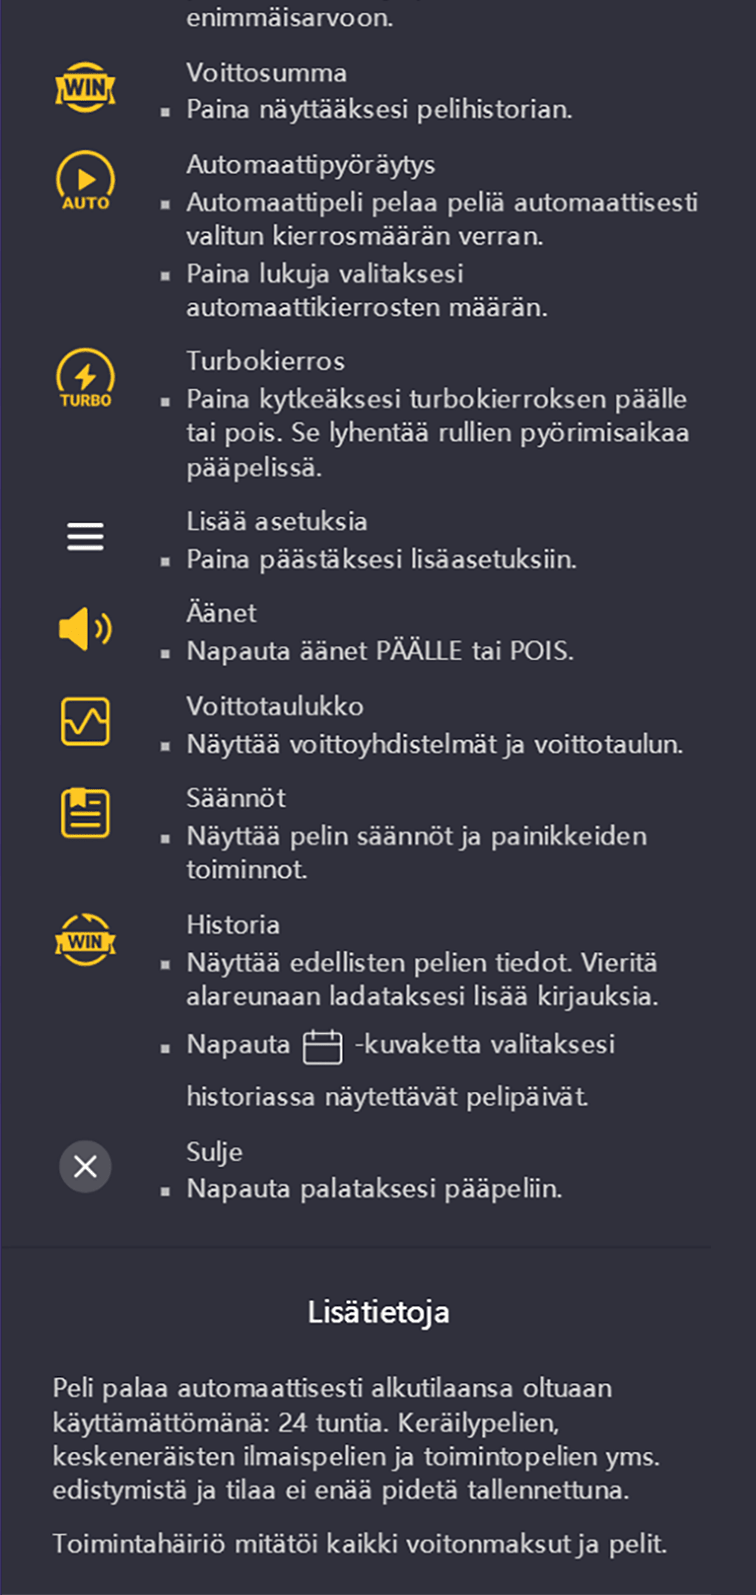 enimmäisarvoon.
WIN
Voittosumma
▪ Paina näyttääksesi pelihistorian.
AUTO
Automaattipyöräytys
▪ Automaattipeli pelaa peliä automaattisesti
valitun kierrosmäärän verran.
▪ Paina lukuja valitaksesi
automaattikierrosten määrän.
TURBO
Turbokierros
▪ Paina kytkeäksesi turbokierroksen päälle
tai pois. Se lyhentää rullien pyörimisaikaa
pääpelissä.
Lisää asetuksia
▪ Paina päästäksesi lisäasetuksiin.
Äänet
▪ Napauta äänet PÄÄLLE tai POIS.
Voittotaulukko
▪ Näyttää voittoyhdistelmät ja voittotaulun.
Säännöt
▪ Näyttää pelin säännöt ja painikkeiden
toiminnot.
WIN
Historia
▪ Näyttää edellisten pelien tiedot. Vieritä
alareunaan ladataksesi lisää kirjauksia.
▪ Napauta -kuvaketta valitaksesi
historiassa näytettävät pelipäivät.
Sulje
▪ Napauta palataksesi pääpeliin.
Lisätietoja
Peli palaa automaattisesti alkutilaansa oltuaan
käyttämättömänä: 24 tuntia. Keräilypelien,
keskeneräisten ilmaispelien ja toimintopelien yms.
edistymistä ja tilaa ei enää pidetä tallennettuna.
Toimintahäiriö mitätöi kaikki voitonmaksut ja pelit.